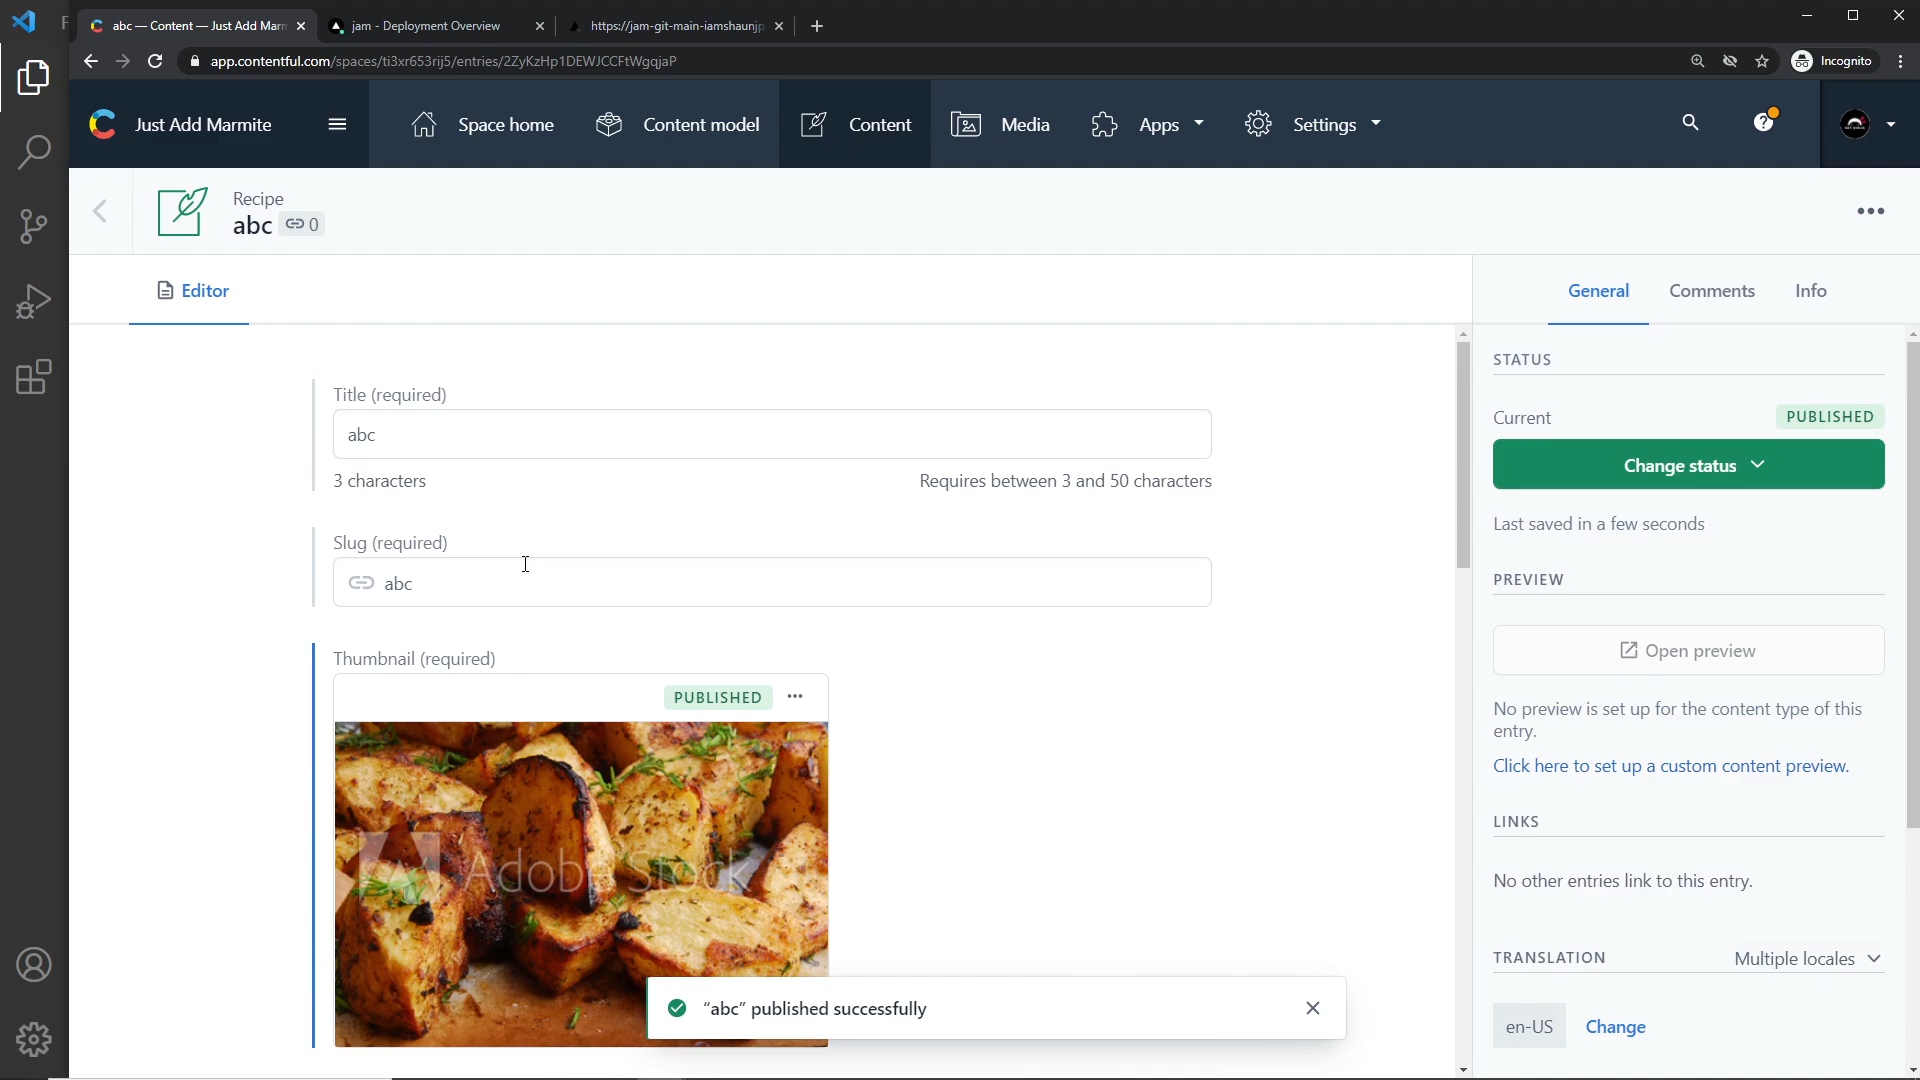 abc — Content — Just Add Marm
jam - Deployment Overview
https://jam-git-main-iamshaunjp
app.contentful.com/spaces/ti3xr653rij5/entries/2ZyKzHp1DEWJCCFtWgqjaP
Incognito
Just Add Marmite
Space home
Content model
Content
Media
Apps
Settings
Recipe
abc 0
Editor
General
Comments
Info
Title (required)
abc
3 characters
Requires between 3 and 50 characters
Slug (required)
abc
Thumbnail (required)
PUBLISHED
Adobe Stock
"abc" published successfully
STATUS
Current
PUBLISHED
Change status
Last saved in a few seconds
PREVIEW
Open preview
No preview is set up for the content type of this
entry.
Click here to set up a custom content preview.
LINKS
No other entries link to this entry.
TRANSLATION
Multiple locales
en-US
Change